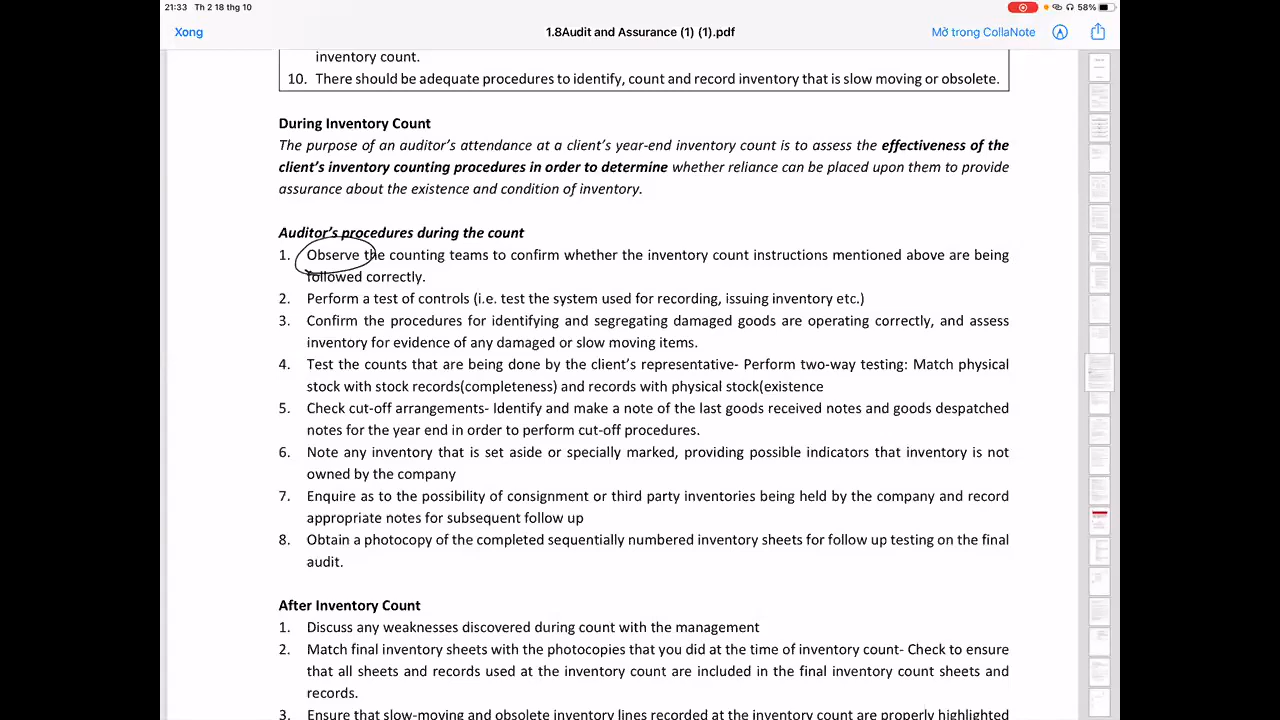 21:33 Th 2 18 thg 10 58%
Xong 1.8Audit and Assurance (1) (1).pdf Mở trong CollaNote
inventory count.
10. There should be adequate procedures to identify, count and record inventory that is slow moving or obsolete.
During Inventory Count
The purpose of an auditor's attendance at a client's year-end inventory count is to assess the effectiveness of the
client's inventory counting procedures in order to determine whether reliance can be placed upon them to provide
assurance about the existence and condition of inventory.
Auditor's procedures during the count
1. Observe the counting teams to confirm whether the inventory count instructions mentioned above are being
followed correctly.
2. Perform a test of controls (i.e. test the system used for recording, issuing inventory etc.)
3. Confirm the procedures for identifying and segregating damaged goods are operating correctly, and assess
inventory for evidence of any damaged or slow moving items.
4. Test the counts that are being done by the client's representative- Perform two way testing: Match physical
stock with stock records(completeness) and records with physical stock(existence)
5. Check cut-off arrangements- Identify and make a note of the last goods received notes and goods despatched
notes for the year end in order to perform cut-off procedures.
6. Note any inventory that is set aside or specially marked, providing possible indicators that inventory is not
owned by the company
7. Enquire as to the possibility of consignment or third party inventories being held by the company and record
appropriate notes for subsequent follow up
8. Obtain a photocopy of the completed sequentially numbered inventory sheets for follow up testing on the final
audit.
After Inventory Count
1. Discuss any weaknesses discovered during count with the management
2. Match final inventory sheets with the photocopies that you did at the time of inventory count- Check to ensure
that all sheets and records used at the inventory count are included in the final inventory count sheets and
records.
3. Ensure that slow-moving and obsolete inventory lines recorded at the inventory count are properly highlighted